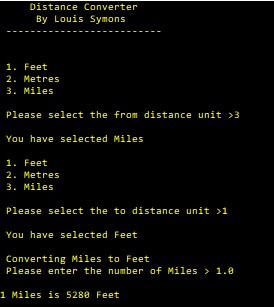 Distance Converter
By Louis Symons
--------------------------
1. Feet
2. Metres
3. Miles
Please select the from distance unit >3
You have selected Miles
1. Feet
2. Metres
3. Miles
Please select the to distance unit >1
You have selected Feet
Converting Miles to Feet
Please enter the number of Miles > 1.0
1 Miles is 5280 Feet